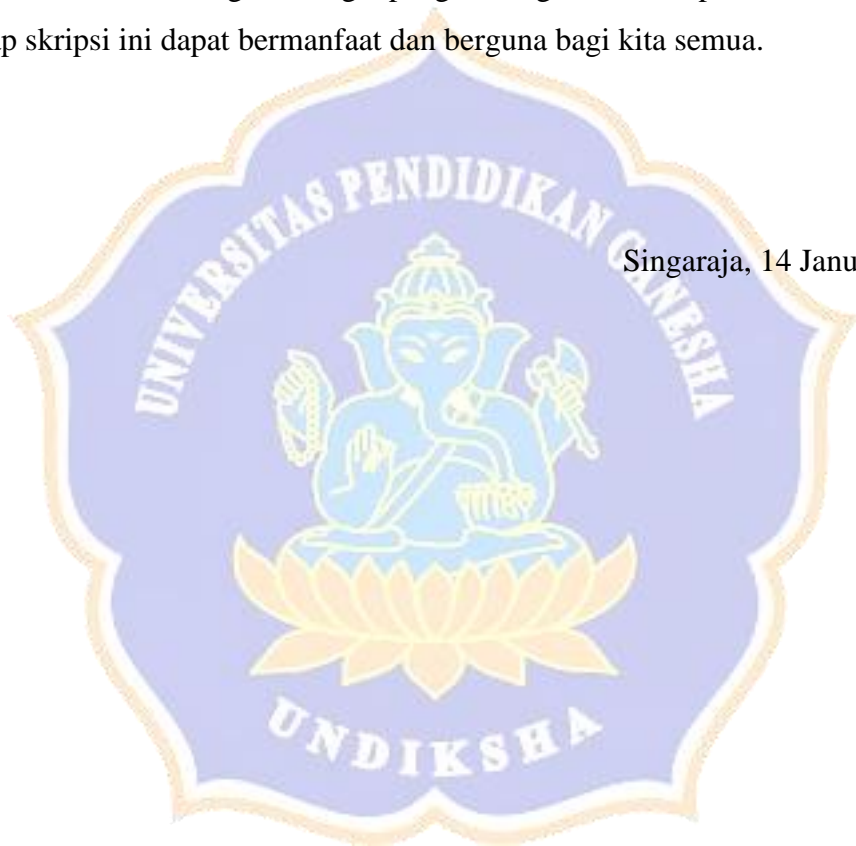 p skripsi ini dapat bermanfaat dan berguna bagi kita semua.
UNIVERSITAS PENDIDIKAN GANESHA
Singaraja, 14 Janu
UNDIKSHA